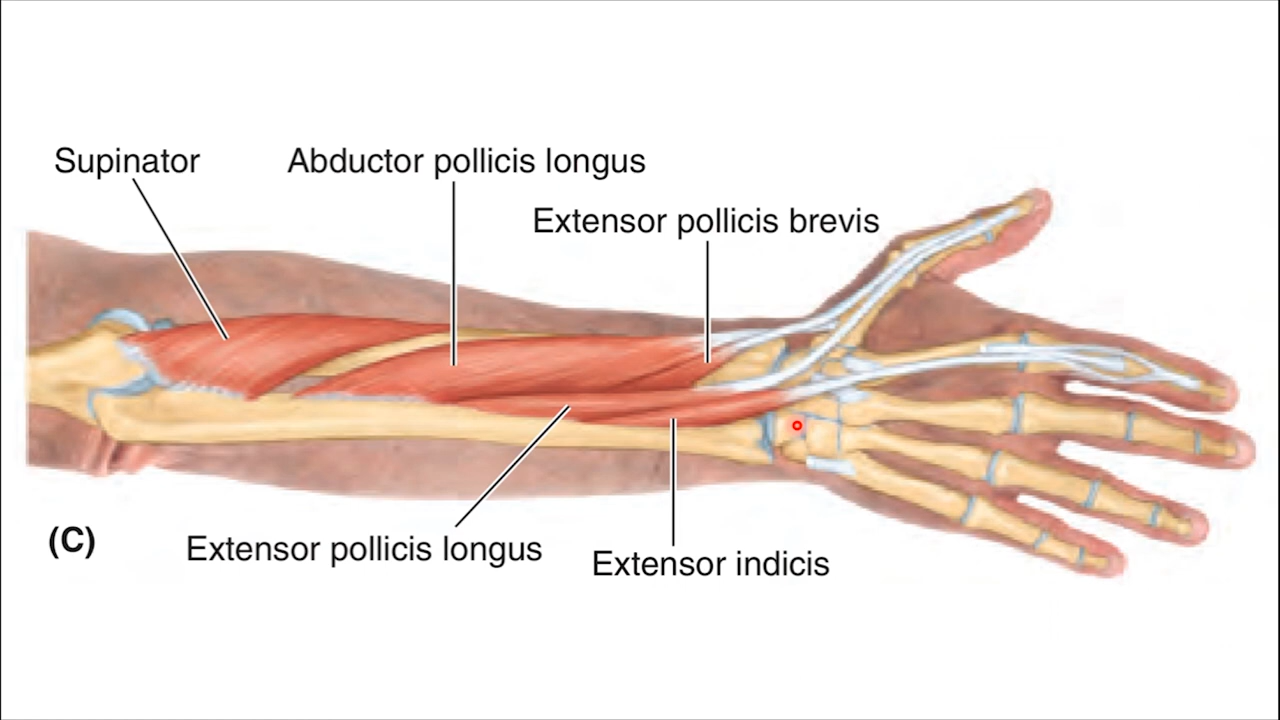 Supinator
Abductor pollicis longus
Extensor pollicis brevis
(C)
Extensor pollicis longus
Extensor indicis